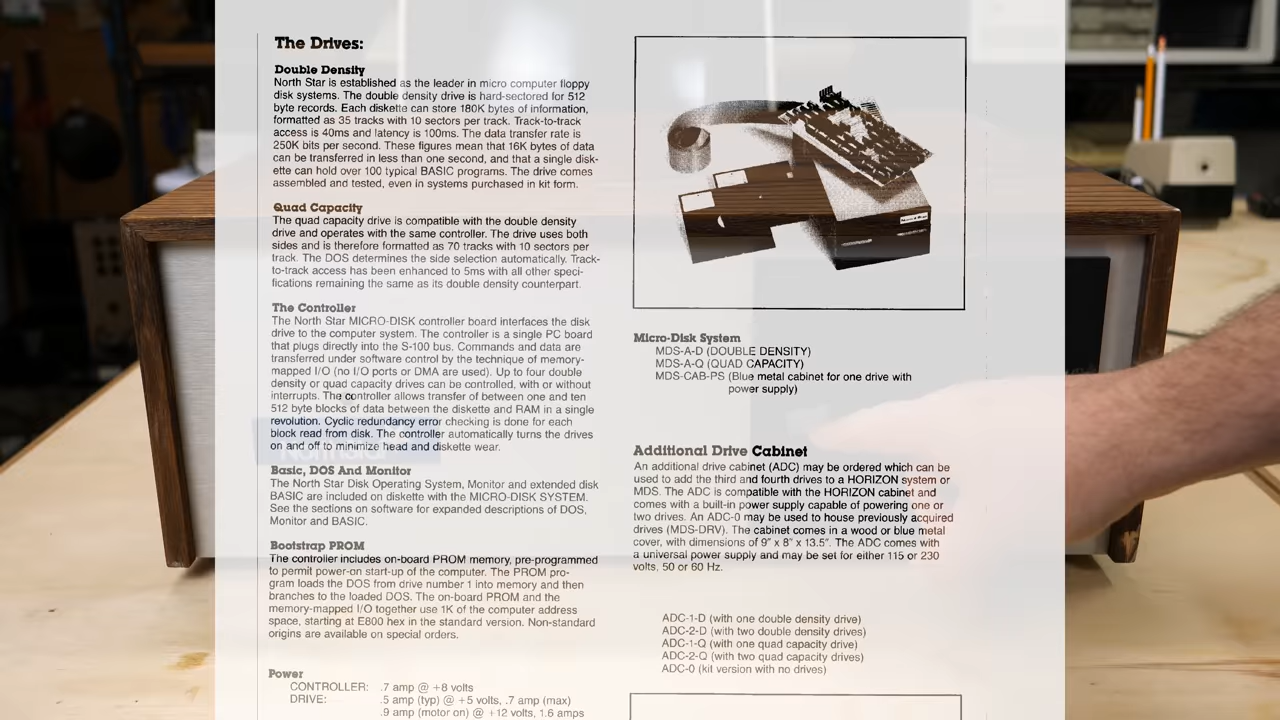 The Drives:
Double Density
North Star is established as the leader in micro computer floppy
disk systems. The double density drive is hard-sectored for 512
byte records. Each diskette can store 180K bytes of information,
formatted as 35 tracks with 10 sectors per track. Track-to-track
access is 40ms and latency is 100ms. The data transfer rate is
250K bits per second. These figures mean that 16K bytes of data
can be transferred in less than one second, and that a single disk-
ette can hold over 100 typical BASIC programs. The drive comes
assembled and tested, even in systems purchased in kit form.
Quad Capacity
The quad capacity drive is compatible with the double density
drive and operates with the same controller. The drive uses both
sides and is therefore formatted as 70 tracks with 10 sectors per
track. The DOS determines the side selection automatically. Track-
to-track access has been enhanced to 5ms with all other speci-
fications remaining the same as its double density counterpart.
The Controller
The North Star MICRO-DISK controller board interfaces the disk
drive to the computer system. The controller is a single PC board
that plugs directly into the S-100 bus. Commands and data are
transferred under software control by the technique of memory-
mapped I/O (no I/O ports or DMA are used). Up to four double
density or quad capacity drives can be controlled, with or without
interrupts. The controller allows transfer of between one and ten
512 byte blocks of data between the diskette and RAM in a single
revolution. Cyclic redundancy error checking is done for each
block read from disk. The controller automatically turns the drives
on and off to minimize head and diskette wear.
Basic, DOS And Monitor
The North Star Disk Operating System, Monitor and extended disk
BASIC are included on diskette with the MICRO-DISK SYSTEM.
See the sections on software for expanded descriptions of DOS,
Monitor and BASIC.
Bootstrap PROM
The controller includes on-board PROM memory, pre-programmed
to permit power-on start-up of the computer. The PROM pro-
gram loads the DOS from drive number 1 into memory and then
branches to the loaded DOS. The on-board PROM and the
memory-mapped I/O together use 1K of the computer address
space, starting at E800 hex in the standard version. Non-standard
origins are available on special orders.
Power
CONTROLLER: .7 amp @ +8 volts
DRIVE: .5 amp (typ) @ +5 volts, .7 amp (max)
.9 amp (motor on) @ +12 volts, 1.6 amps
Micro-Disk System
MDS-A-D (DOUBLE DENSITY)
MDS-A-Q (QUAD CAPACITY)
MDS-CAB-PS (Blue metal cabinet for one drive with
power supply)
Additional Drive Cabinet
An additional drive cabinet (ADC) may be ordered which can be
used to add the third and fourth drives to a HORIZON system or
MDS. The ADC is compatible with the HORIZON cabinet and
comes with a built-in power supply capable of powering one or
two drives. An ADC-0 may be used to house previously acquired
drives (MDS-DRV). The cabinet comes in a wood or blue metal
cover, with dimensions of 9" x 8" x 13.5". The ADC comes with
a universal power supply and may be set for either 115 or 230
volts, 50 or 60 Hz.
ADC-1-D (with one double density drive)
ADC-2-D (with two double density drives)
ADC-1-Q (with one quad capacity drive)
ADC-2-Q (with two quad capacity drives)
ADC-0 (kit version with no drives)